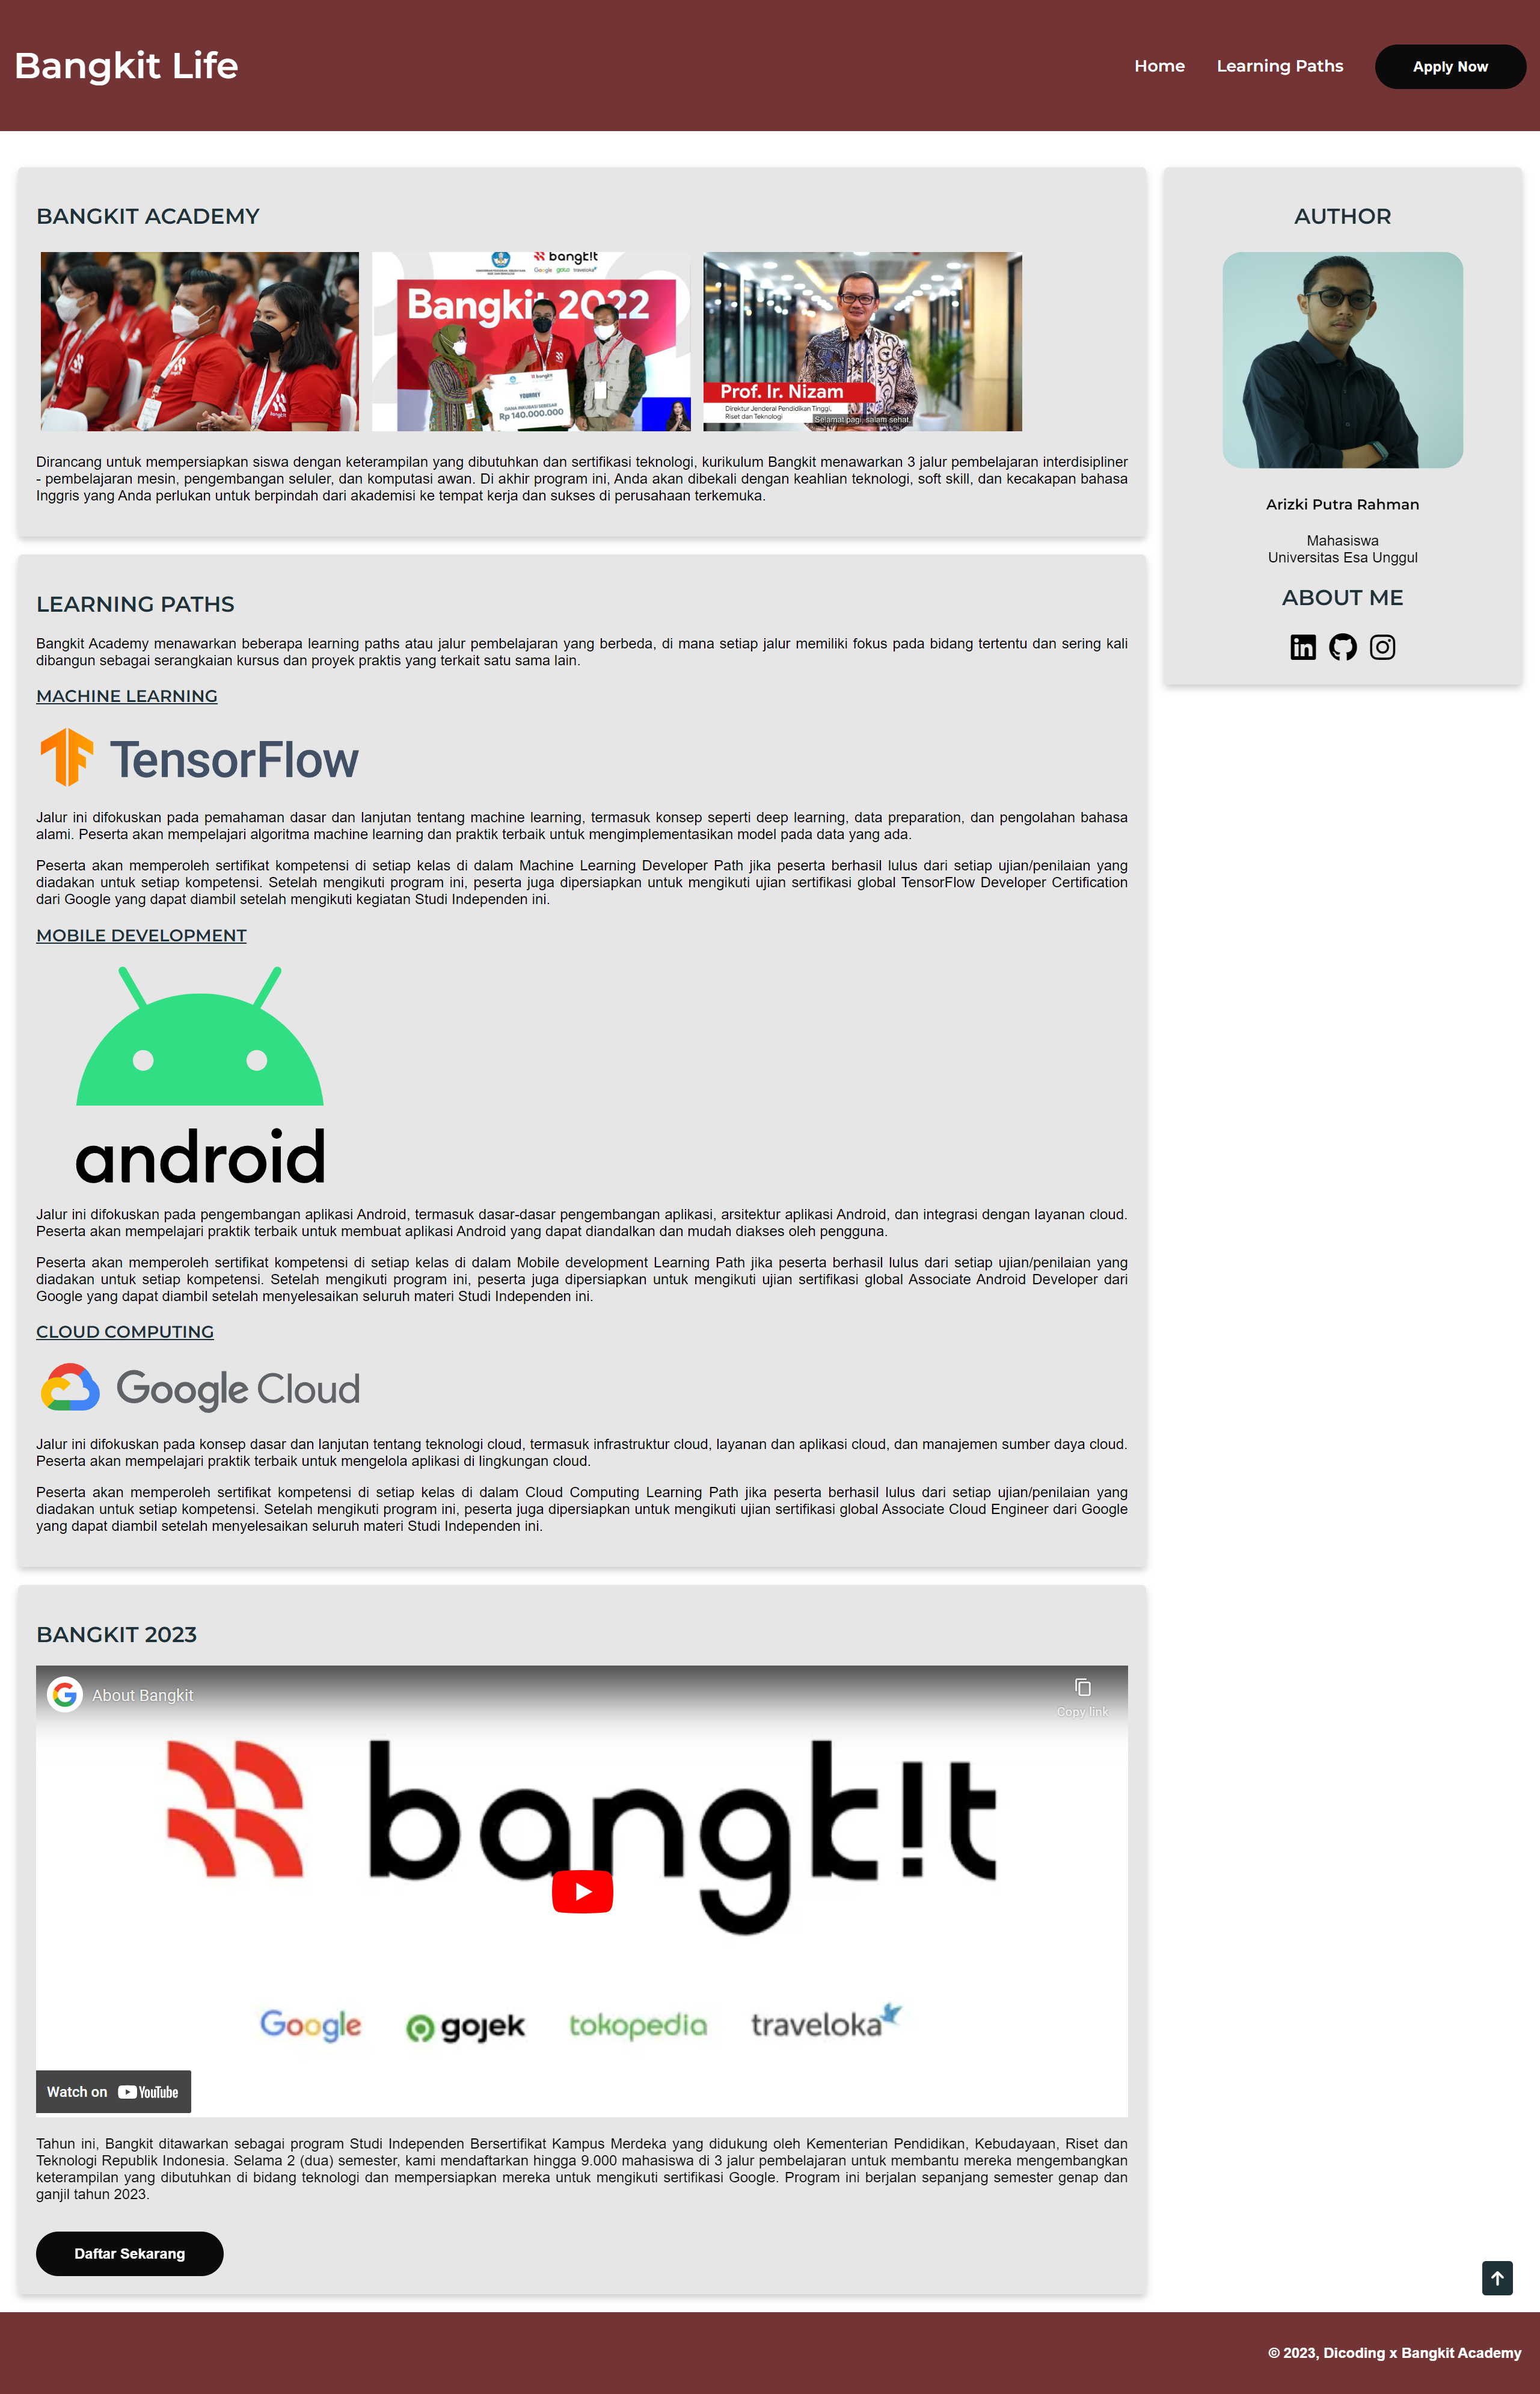 Bangkit Life
Home
Learning Paths
Apply Now
BANGKIT ACADEMY
bangk!t
Google goto traveloka
Bangkit 2022
bangkit
YOURKEY
DANA INKUBASI SEBESAR
Rp 140.000.000
Prof. Ir. Nizam
Direktur Jenderal Pendidikan Tinggi,
Riset dan Teknologi
Selamat pagi, salam sehat,
Dirancang untuk mempersiapkan siswa dengan keterampilan yang dibutuhkan dan sertifikasi teknologi, kurikulum Bangkit menawarkan 3 jalur pembelajaran interdisipliner
- pembelajaran mesin, pengembangan seluler, dan komputasi awan. Di akhir program ini, Anda akan dibekali dengan keahlian teknologi, soft skill, dan kecakapan bahasa
Inggris yang Anda perlukan untuk berpindah dari akademisi ke tempat kerja dan sukses di perusahaan terkemuka.
AUTHOR
Arizki Putra Rahman
Mahasiswa
Universitas Esa Unggul
ABOUT ME
in
LEARNING PATHS
Bangkit Academy menawarkan beberapa learning paths atau jalur pembelajaran yang berbeda, di mana setiap jalur memiliki fokus pada bidang tertentu dan sering kali
dibangun sebagai serangkaian kursus dan proyek praktis yang terkait satu sama lain.
MACHINE LEARNING
TensorFlow
Jalur ini difokuskan pada pemahaman dasar dan lanjutan tentang machine learning, termasuk konsep seperti deep learning, data preparation, dan pengolahan bahasa
alami. Peserta akan mempelajari algoritma machine learning dan praktik terbaik untuk mengimplementasikan model pada data yang ada.
Peserta akan memperoleh sertifikat kompetensi di setiap kelas di dalam Machine Learning Developer Path jika peserta berhasil lulus dari setiap ujian/penilaian yang
diadakan untuk setiap kompetensi. Setelah mengikuti program ini, peserta juga dipersiapkan untuk mengikuti ujian sertifikasi global TensorFlow Developer Certification
dari Google yang dapat diambil setelah mengikuti kegiatan Studi Independen ini.
MOBILE DEVELOPMENT
android
Jalur ini difokuskan pada pengembangan aplikasi Android, termasuk dasar-dasar pengembangan aplikasi, arsitektur aplikasi Android, dan integrasi dengan layanan cloud.
Peserta akan mempelajari praktik terbaik untuk membuat aplikasi Android yang dapat diandalkan dan mudah diakses oleh pengguna.
Peserta akan memperoleh sertifikat kompetensi di setiap kelas di dalam Mobile development Learning Path jika peserta berhasil lulus dari setiap ujian/penilaian yang
diadakan untuk setiap kompetensi. Setelah mengikuti program ini, peserta juga dipersiapkan untuk mengikuti ujian sertifikasi global Associate Android Developer dari
Google yang dapat diambil setelah menyelesaikan seluruh materi Studi Independen ini.
CLOUD COMPUTING
Google Cloud
Jalur ini difokuskan pada konsep dasar dan lanjutan tentang teknologi cloud, termasuk infrastruktur cloud, layanan dan aplikasi cloud, dan manajemen sumber daya cloud.
Peserta akan mempelajari praktik terbaik untuk mengelola aplikasi di lingkungan cloud.
Peserta akan memperoleh sertifikat kompetensi di setiap kelas di dalam Cloud Computing Learning Path jika peserta berhasil lulus dari setiap ujian/penilaian yang
diadakan untuk setiap kompetensi. Setelah mengikuti program ini, peserta juga dipersiapkan untuk mengikuti ujian sertifikasi global Associate Cloud Engineer dari Google
yang dapat diambil setelah menyelesaikan seluruh materi Studi Independen ini.
BANGKIT 2023
About Bangkit
Copy link
bangk!t
Google gojek tokopedia traveloka
Watch on YouTube
Tahun ini, Bangkit ditawarkan sebagai program Studi Independen Bersertifikat Kampus Merdeka yang didukung oleh Kementerian Pendidikan, Kebudayaan, Riset dan
Teknologi Republik Indonesia. Selama 2 (dua) semester, kami mendaftarkan hingga 9.000 mahasiswa di 3 jalur pembelajaran untuk membantu mereka mengembangkan
keterampilan yang dibutuhkan di bidang teknologi dan mempersiapkan mereka untuk mengikuti sertifikasi Google. Program ini berjalan sepanjang semester genap dan
ganjil tahun 2023.
Daftar Sekarang
© 2023, Dicoding x Bangkit Academy